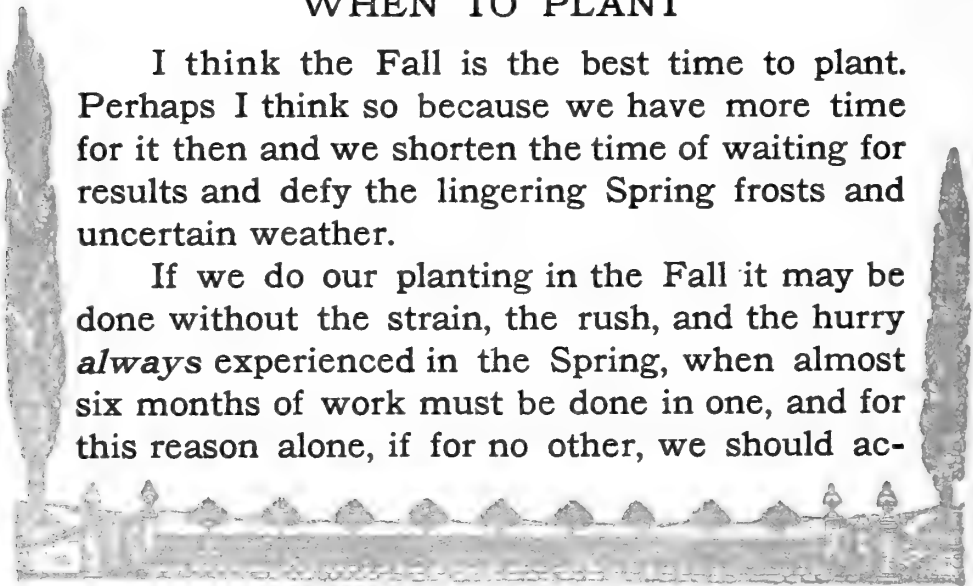 WHEN TO PLANT
I think the Fall is the best time to plant.
Perhaps I think so because we have more time
for it then and we shorten the time of waiting for
results and defy the lingering Spring frosts and
uncertain weather.
If we do our planting in the Fall it may be
done without the strain, the rush, and the hurry
always experienced in the Spring, when almost
six months of work must be done in one, and for
this reason alone, if for no other, we should ac-